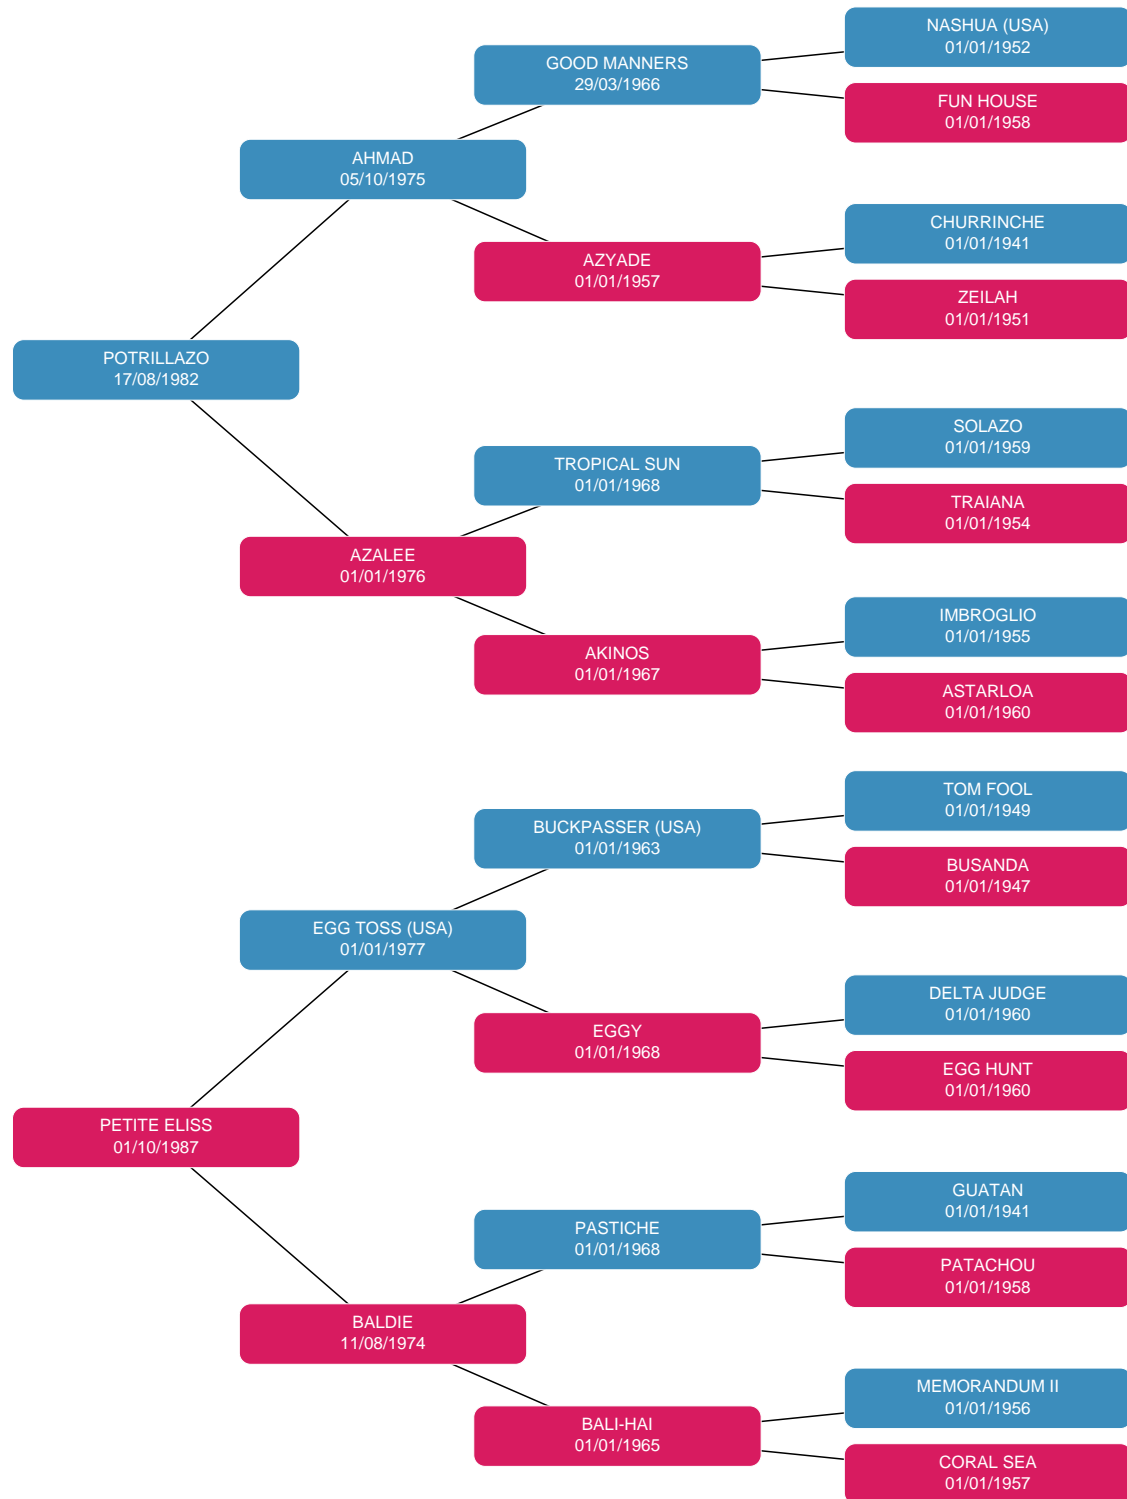 NASHUA (USA)
01/01/1952
GOOD MANNERS
29/03/1966
FUN HOUSE
01/01/1958
AHMAD
05/10/1975
CHURRINCHE
01/01/1941
AZYADE
01/01/1957
ZEILAH
01/01/1951
POTRILLAZO
17/08/1982
SOLAZO
01/01/1959
TROPICAL SUN
01/01/1968
TRAIANA
01/01/1954
AZALEE
01/01/1976
IMBROGLIO
01/01/1955
AKINOS
01/01/1967
ASTARLOA
01/01/1960
TOM FOOL
01/01/1949
BUCKPASSER (USA)
01/01/1963
BUSANDA
01/01/1947
EGG TOSS (USA)
01/01/1977
DELTA JUDGE
01/01/1960
EGGY
01/01/1968
EGG HUNT
01/01/1960
PETITE ELISS
01/10/1987
GUATAN
01/01/1941
PASTICHE
01/01/1968
PATACHOU
01/01/1958
BALDIE
11/08/1974
MEMORANDUM II
01/01/1956
BALI-HAI
01/01/1965
CORAL SEA
01/01/1957